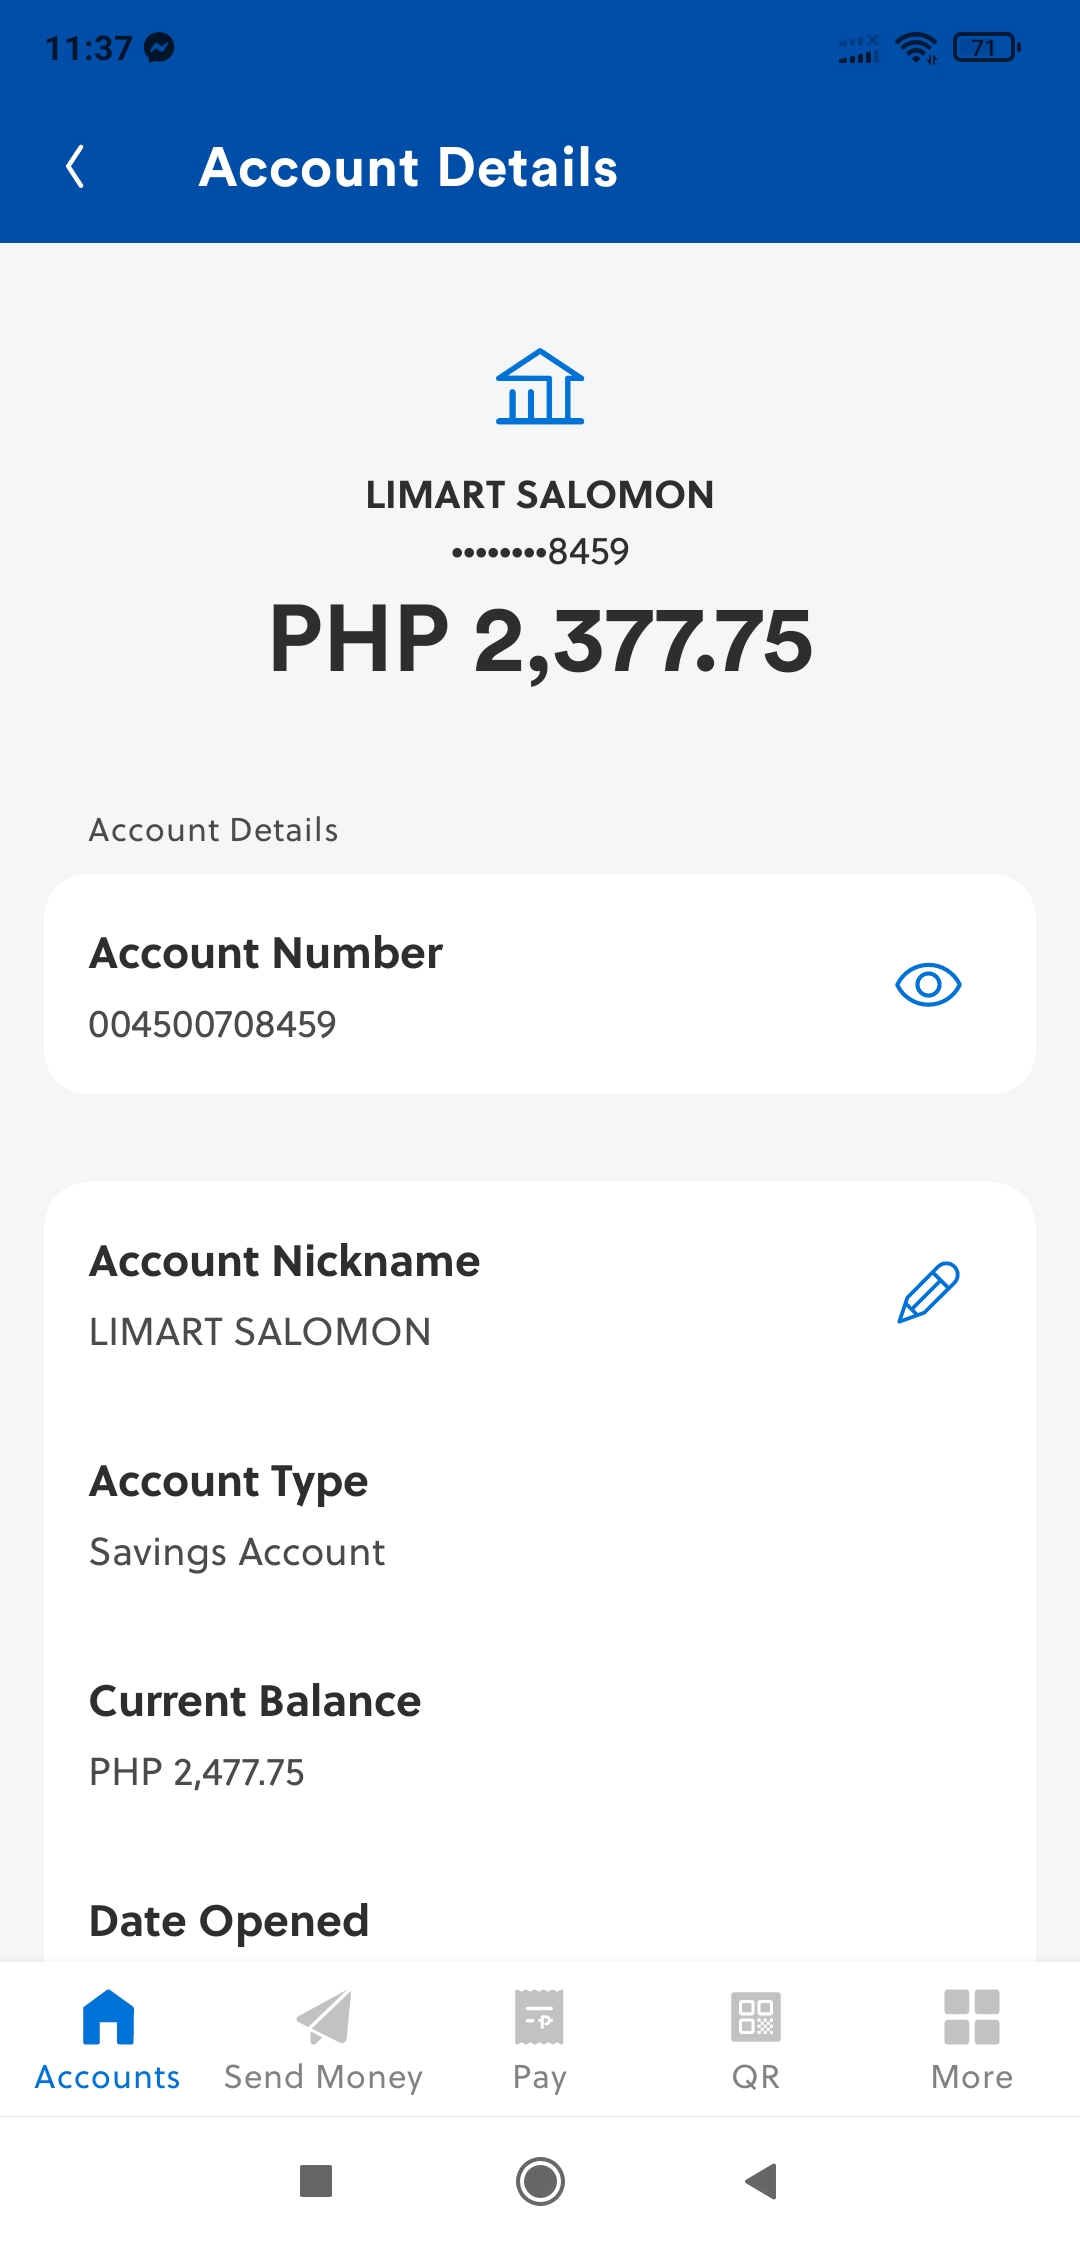 11:37
71
Account Details
LIMART SALOMON
••••••••8459
PHP 2,377.75
Account Details
Account Number
004500708459
Account Nickname
LIMART SALOMON
Account Type
Savings Account
Current Balance
PHP 2,477.75
Date Opened
Accounts
Send Money
Pay
QR
More